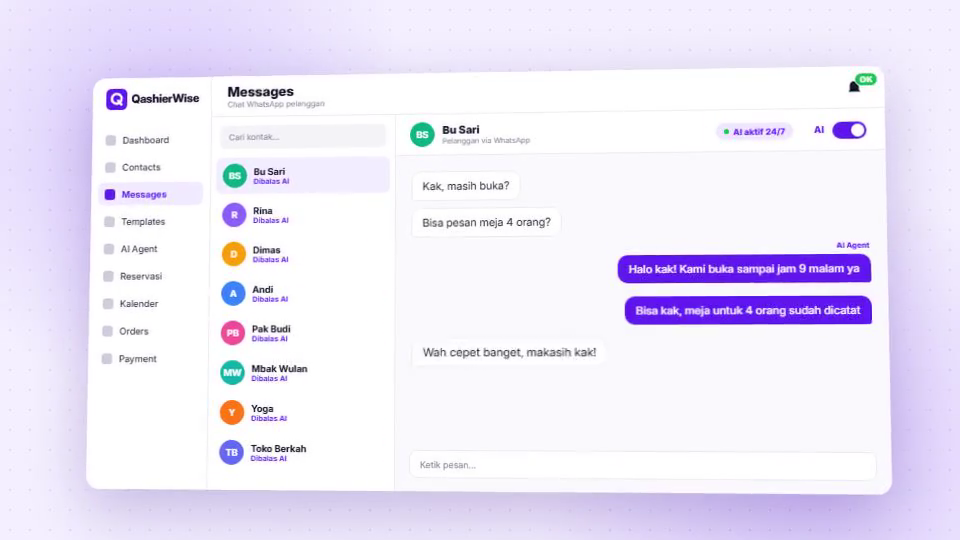 QashierWise
Dashboard
Contacts
Messages
Templates
AI Agent
Reservasi
Kalender
Orders
Payment
Messages
Chat WhatsApp pelanggan
OK
Cari kontak...
BS
Bu Sari
Dibalas AI
R
Rina
Dibalas AI
D
Dimas
Dibalas AI
A
Andi
Dibalas AI
PB
Pak Budi
Dibalas AI
MW
Mbak Wulan
Dibalas AI
Y
Yoga
Dibalas AI
TB
Toko Berkah
Dibalas AI
BS
Bu Sari
Pelanggan via WhatsApp
AI aktif 24/7
AI
Kak, masih buka?
Bisa pesan meja 4 orang?
AI Agent
Halo kak! Kami buka sampai jam 9 malam ya
Bisa kak, meja untuk 4 orang sudah dicatat
Wah cepet banget, makasih kak!
Ketik pesan...